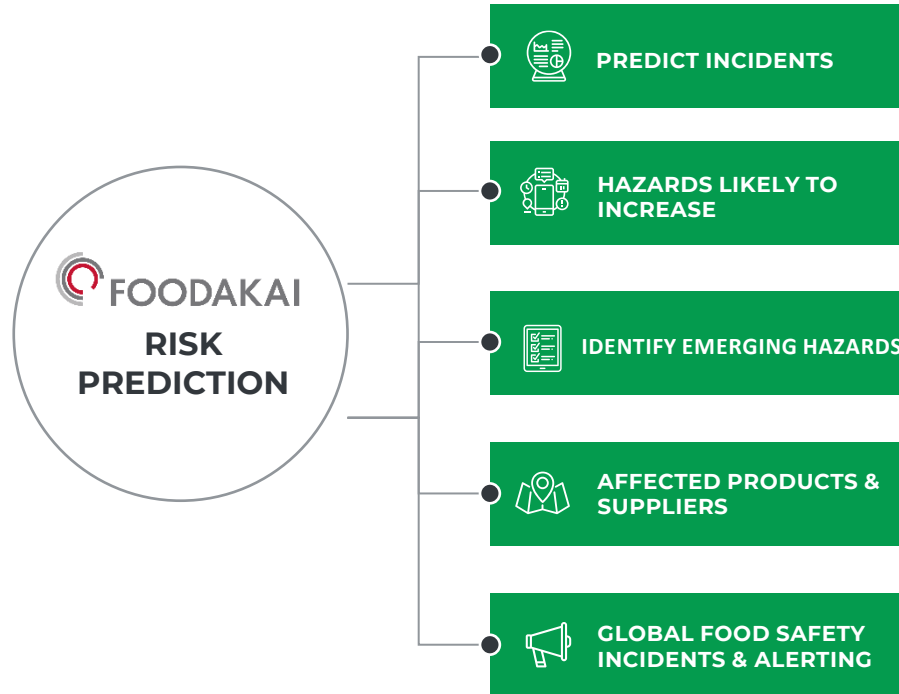 FOODAKAI
RISK
PREDICTION
PREDICT INCIDENTS
HAZARDS LIKELY TO
INCREASE
IDENTIFY EMERGING HAZARDS
AFFECTED PRODUCTS &
SUPPLIERS
GLOBAL FOOD SAFETY
INCIDENTS & ALERTING